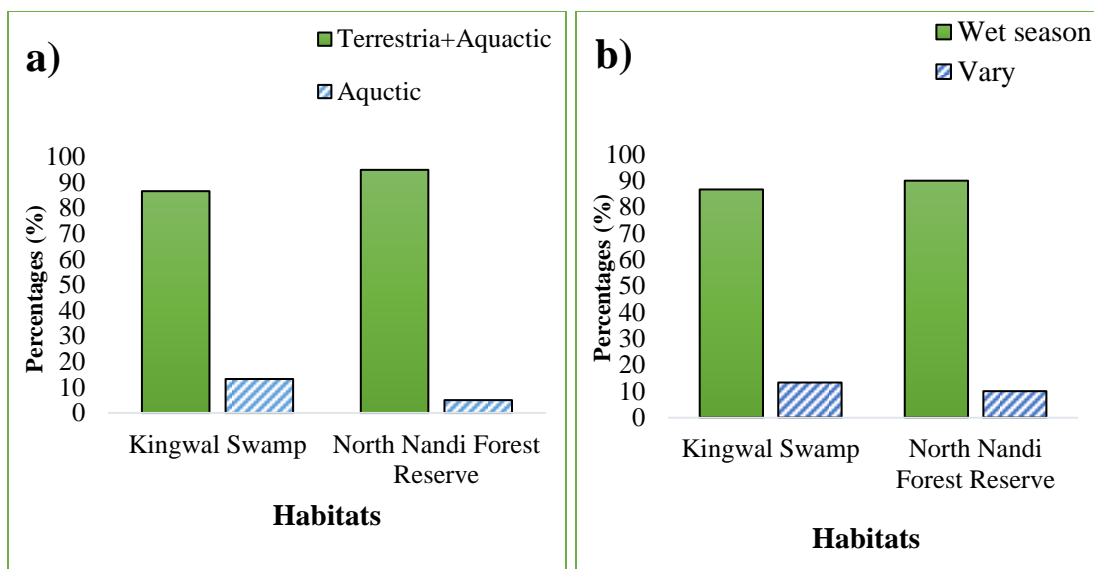 a)
Terrestria+Aquactic
Aquctic
100
90
80
70
60
50
40
30
20
10
0
Percentages (%)
Kingwal Swamp
North Nandi Forest
Reserve
Habitats
b)
Wet season
Vary
100
90
80
70
60
50
40
30
20
10
0
Percentages (%)
Kingwal Swamp
North Nandi
Forest Reserve
Habitats